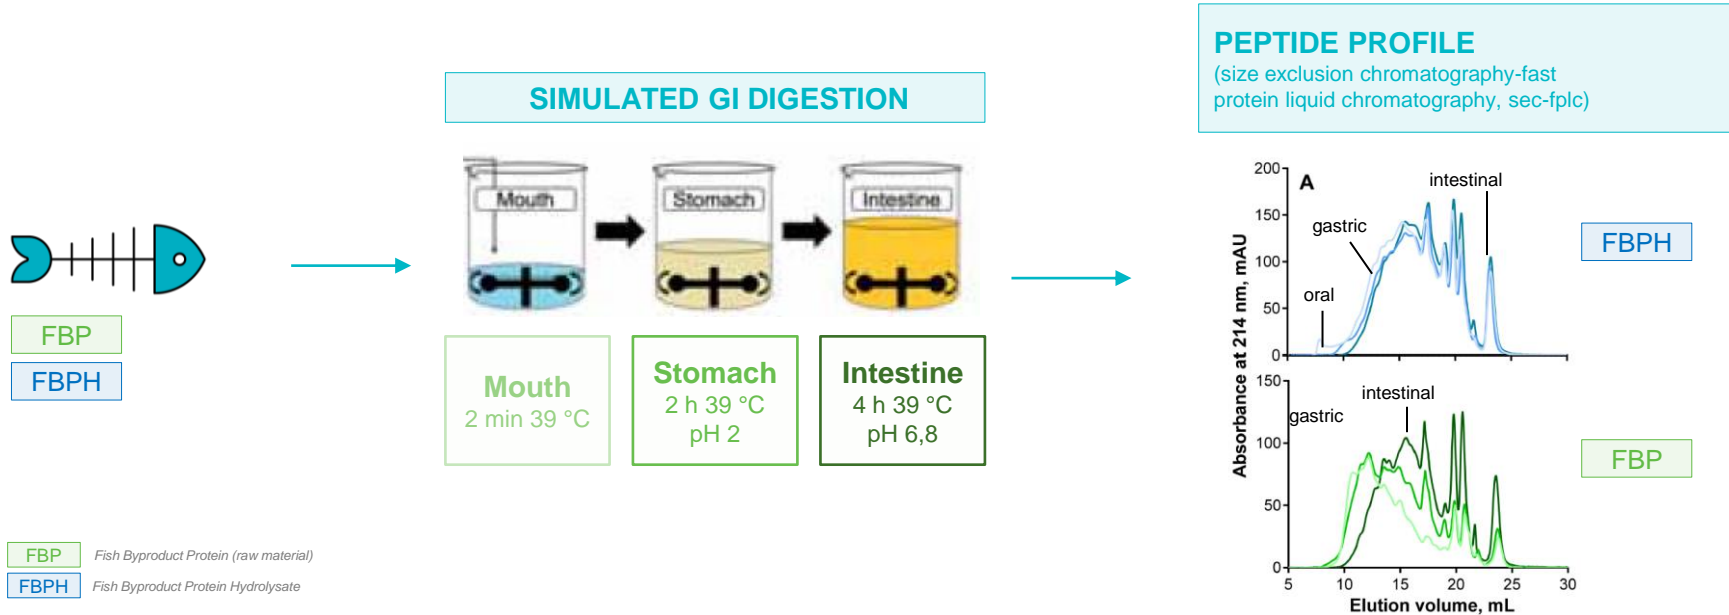 FBP
FBPH
SIMULATED GI DIGESTION
Mouth
Stomach
Intestine
Mouth
2 min 39 °C
Stomach
2 h 39 °C
pH 2
Intestine
4 h 39 °C
pH 6,8
PEPTIDE PROFILE
(size exclusion chromatography-fast
protein liquid chromatography, sec-fplc)
A
200
150
100
50
0
oral
gastric
intestinal
FBPH
150
100
50
0
gastric
intestinal
FBP
5
10
15
20
25
30
Absorbance at 214 nm, mAU
Elution volume, mL
FBP Fish Byproduct Protein (raw material)
FBPH Fish Byproduct Protein Hydrolysate